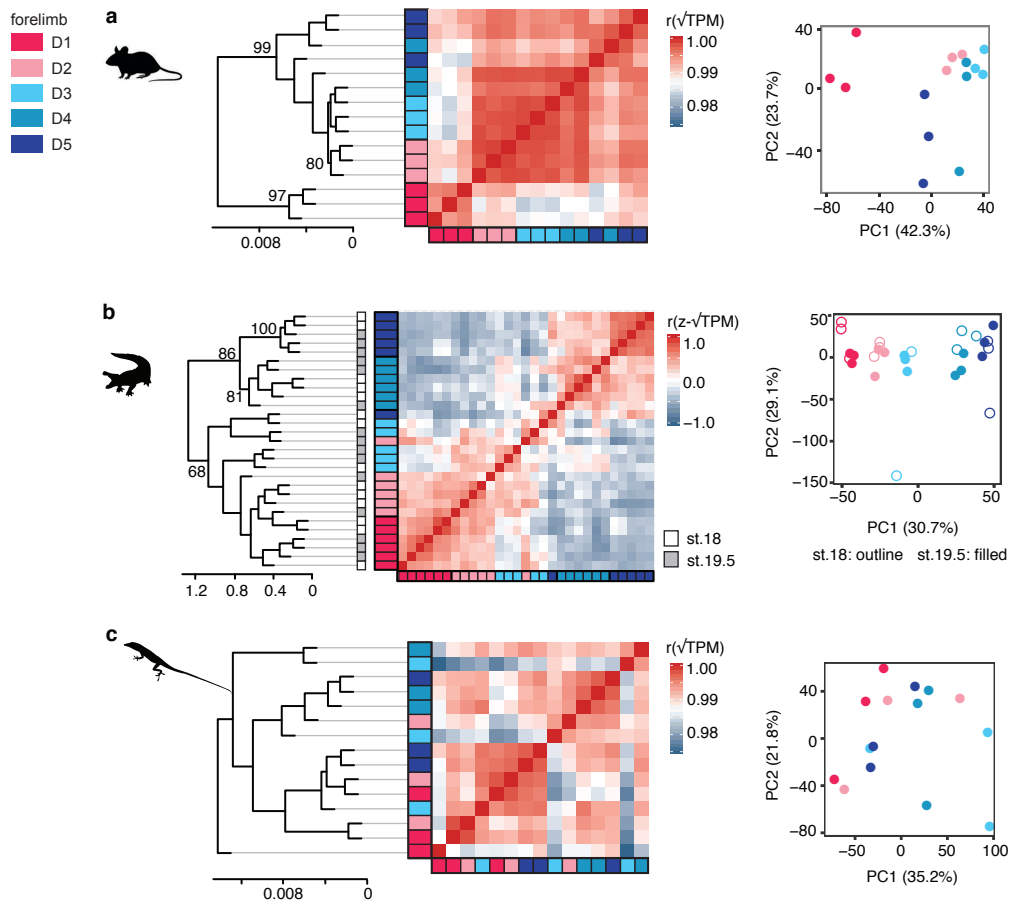 forelimb
D1
D2
D3
D4
D5
a
99
80
97
0.008 0
r(√TPM)
1.00
0.99
0.98
40
0
−40
PC2 (23.7%)
−80 0 40
PC1 (42.3%)
b
100
86
81
68
1.2 0.8 0.4 0
r(z-√TPM)
1.0
0.0
−1.0
st.18
st.19.5
50
0
−50
−100
−150
PC2 (29.1%)
−50 0 50
PC1 (30.7%)
st.18: outline st.19.5: filled
c
0.008 0
r(√TPM)
1.00
0.99
0.98
40
0
−40
−80
PC2 (21.8%)
−50 0 50 100
PC1 (35.2%)